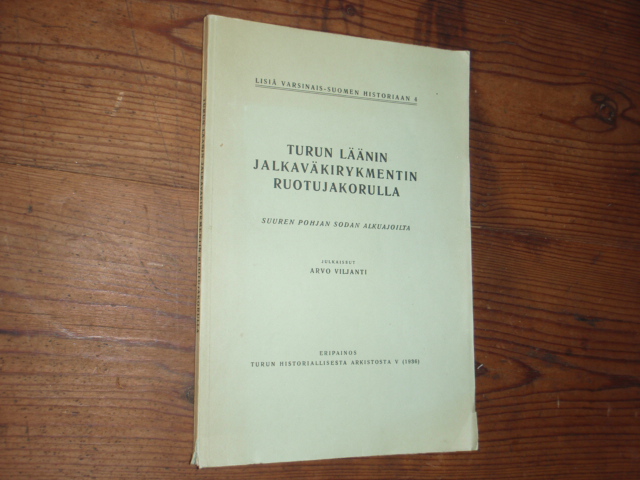 LISIÄ VARSINAIS-SUOMEN HISTORIAAN 4
TURUN LÄÄNIN
JALKAVÄKIRYKMENTIN
RUOTUJAKORULLA
SUUREN POHJAN SODAN ALKUAJOILTA
JULKAISSUT
ARVO VILJANTI
ERIPAINOS
TURUN HISTORIALLISESTA ARKISTOSTA V (1936)